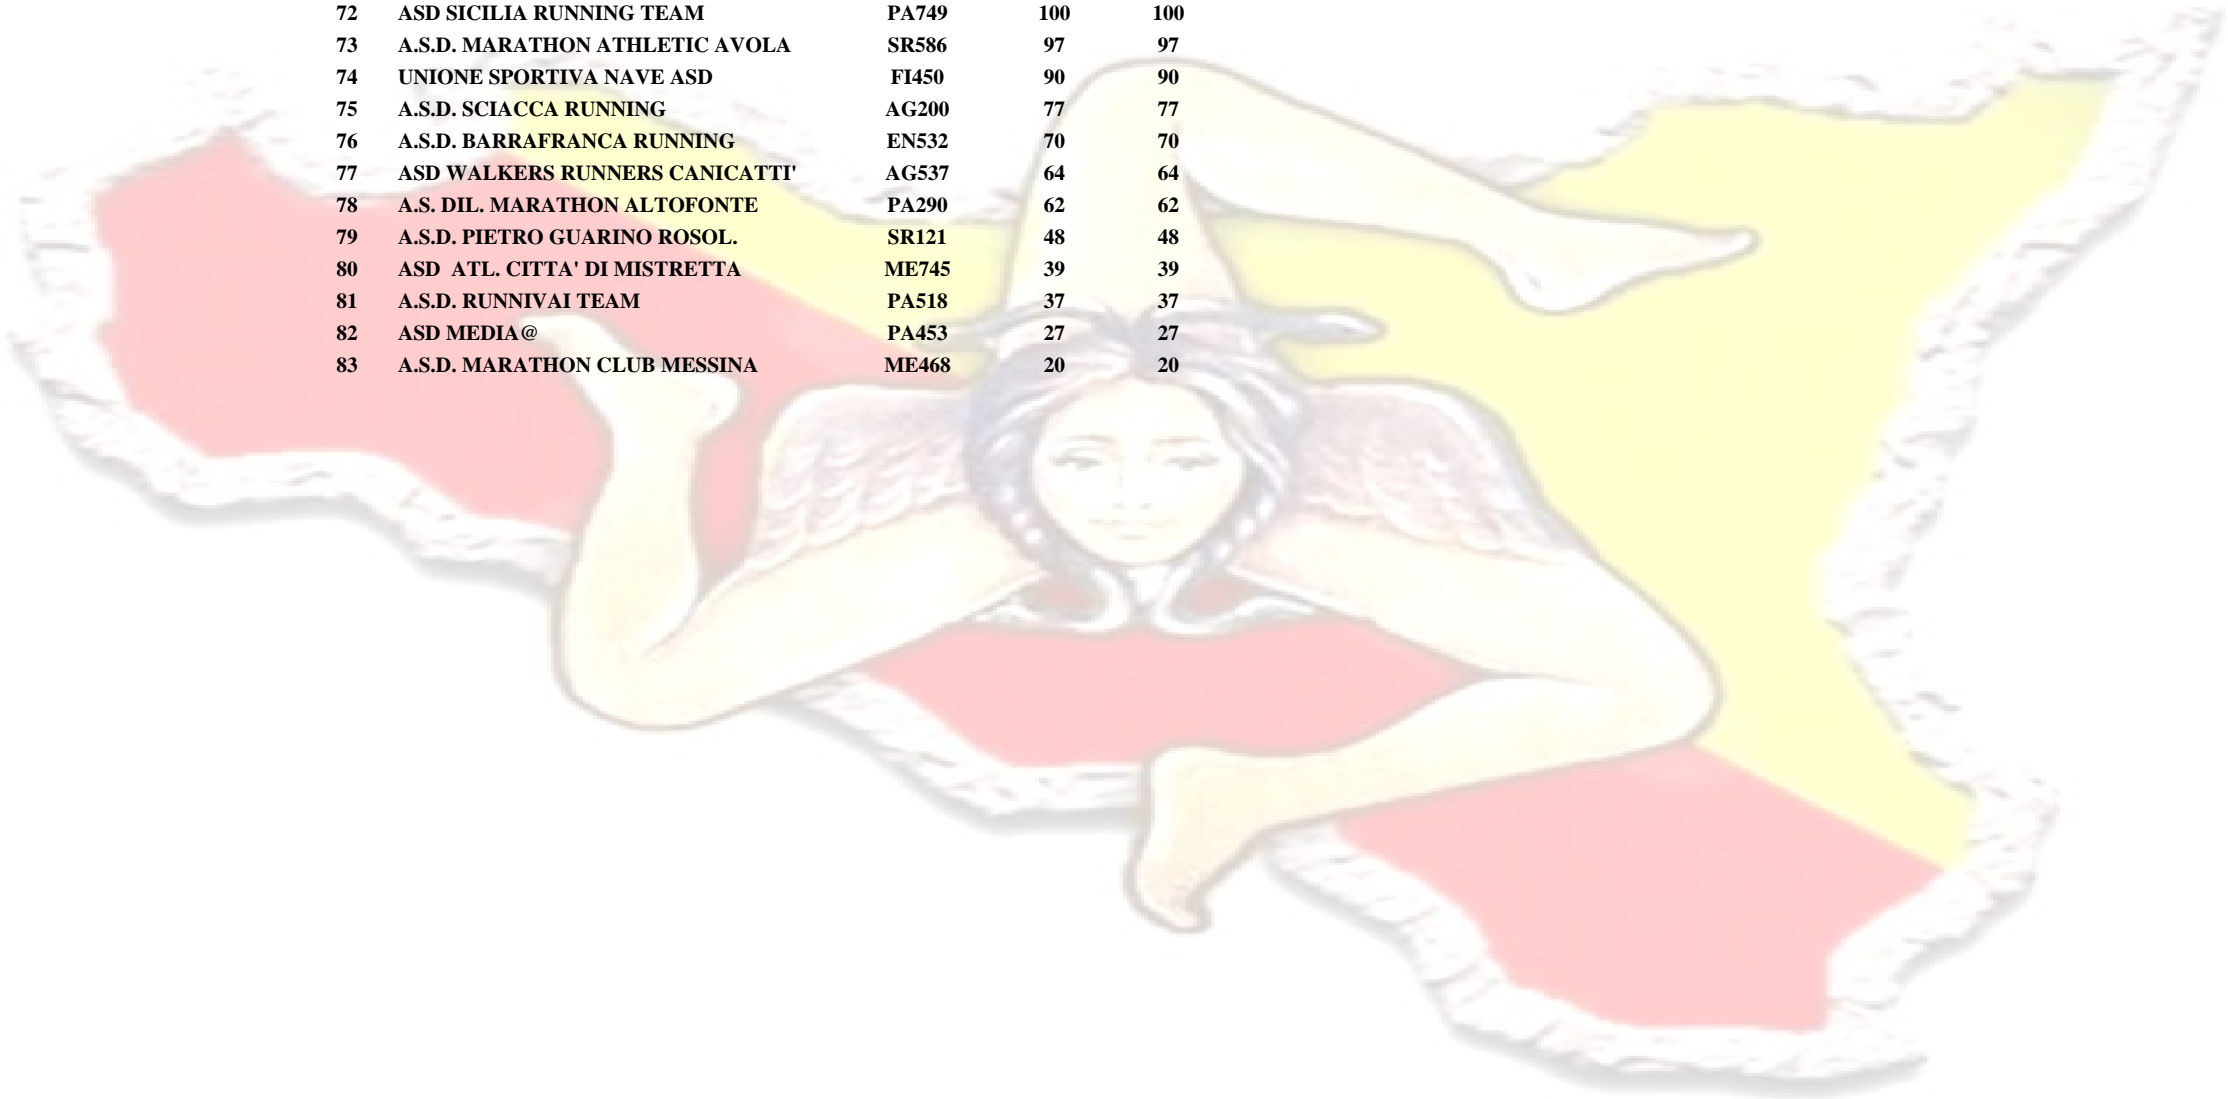 72 ASD SICILIA RUNNING TEAM PA749 100 100
73 A.S.D. MARATHON ATHLETIC AVOLA SR586 97 97
74 UNIONE SPORTIVA NAVE ASD FI450 90 90
75 A.S.D. SCIACCA RUNNING AG200 77 77
76 A.S.D. BARRAFRANCA RUNNING EN532 70 70
77 ASD WALKERS RUNNERS CANICATTI' AG537 64 64
78 A.S. DIL. MARATHON ALTOFONTE PA290 62 62
79 A.S.D. PIETRO GUARINO ROSOL. SR121 48 48
80 ASD  ATL. CITTA' DI MISTRETTA ME745 39 39
81 A.S.D. RUNNIVAI TEAM PA518 37 37
82 ASD MEDIA@ PA453 27 27
83 A.S.D. MARATHON CLUB MESSINA ME468 20 20